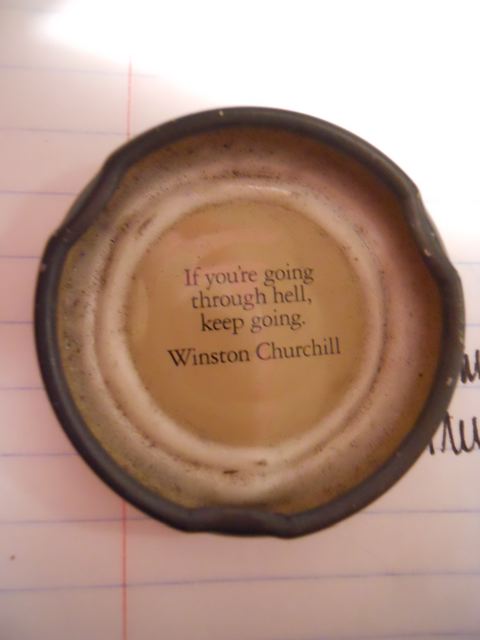 If you're going
through hell,
keep going.
Winston Churchill